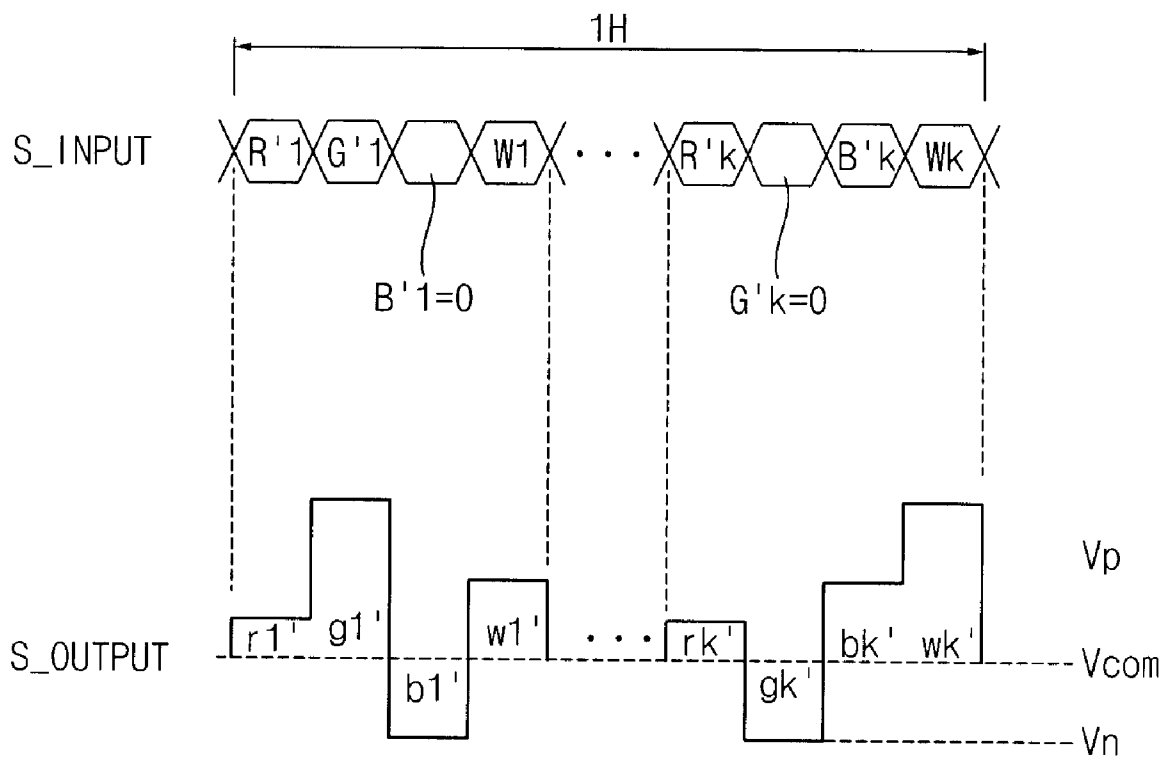 1H
S_INPUT R'1 G'1 W1 · · · R'k B'k Wk
B'1=0 G'k=0
Vp
S_OUTPUT r1' g1' b1' w1' · · · rk' gk' bk' wk' Vcom
Vn